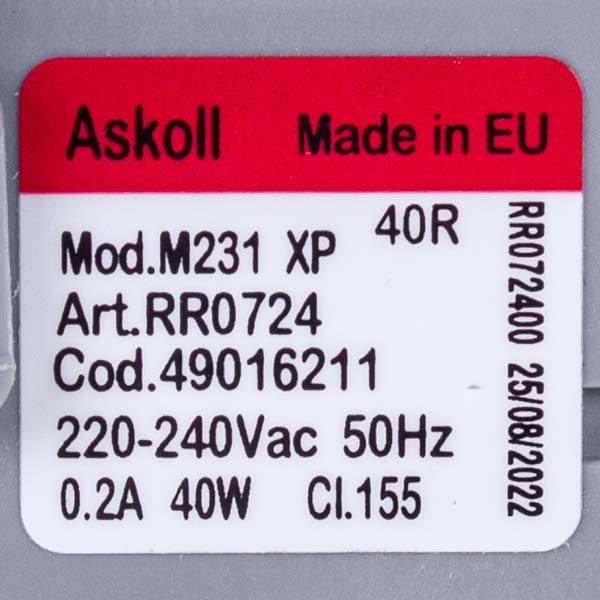 Askoll Made in EU
Mod.M231 XP 40R
Art.RR0724
Cod.49016211
220-240Vac 50Hz
0.2A 40W Cl.155
RR072400 25/08/2022